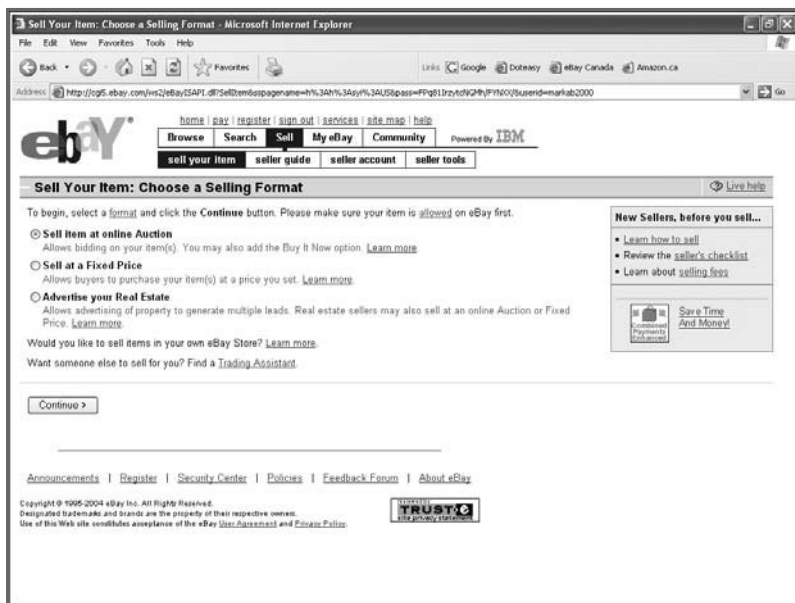 Sell Your Item: Choose a Selling Format - Microsoft Internet Explorer
File Edit View Favorites Tools Help
Back Favorites Links Google Doteasy eBay Canada Amazon.ca
Address Go
home | pay | register | sign out | services | site map | help
ebaY
Browse Search Sell My eBay Community Powered By IBM
sell your item seller guide seller account seller tools
Sell Your Item: Choose a Selling Format Live help
To begin, select a format and click the Continue button. Please make sure your item is allowed on eBay first.
Sell item at online Auction
Allows bidding on your item(s). You may also add the Buy It Now option. Learn more
Sell at a Fixed Price
Allows buyers to purchase your item(s) at a price you set. Learn more.
Advertise your Real Estate
Allows advertising of property to generate multiple leads. Real estate sellers may also sell at an online Auction or Fixed
Price. Learn more.
Would you like to sell items in your own eBay Store? Learn more.
Want someone else to sell for you? Find a Trading Assistant.
New Sellers, before you sell...
• Learn how to sell
• Review the seller's checklist
• Learn about selling fees
Combined
Payments
Enhanced
Save Time
And Money!
Continue >
Announcements | Register | Security Center | Policies | Feedback Forum | About eBay
Copyright © 1995-2004 eBay Inc. All Rights Reserved.
Designated trademarks and brands are the property of their respective owners.
Use of this Web site constitutes acceptance of the eBay User Agreement and Privacy Policy.
TRUSTe
site privacy statement